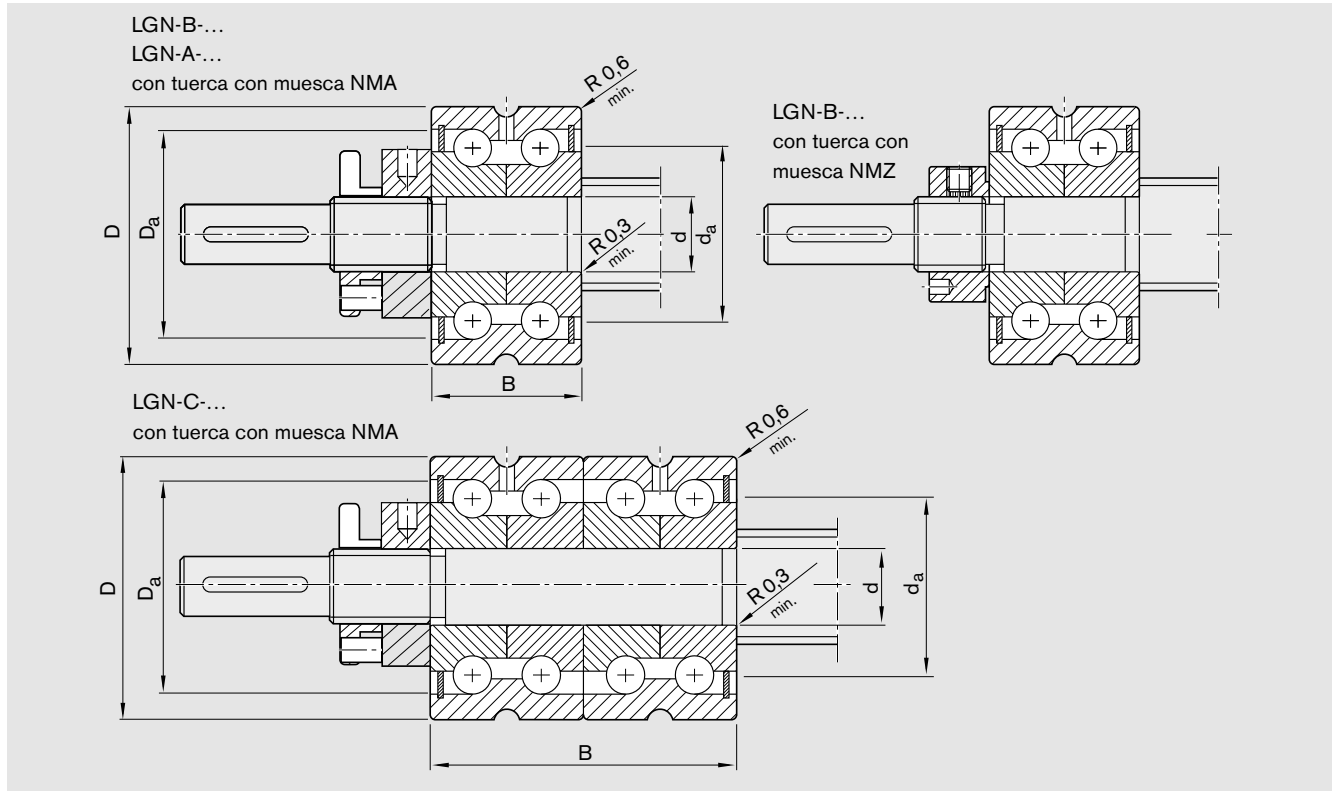 LGN-B-…
LGN-A-…
con tuerca con muesca NMA
R 0,6
min.
D
Da
R 0,3
min.
d
da
B
LGN-B-…
con tuerca con
muesca NMZ
LGN-C-…
con tuerca con muesca NMA
R 0,6
min.
D
Da
R 0,3
min.
d
da
B